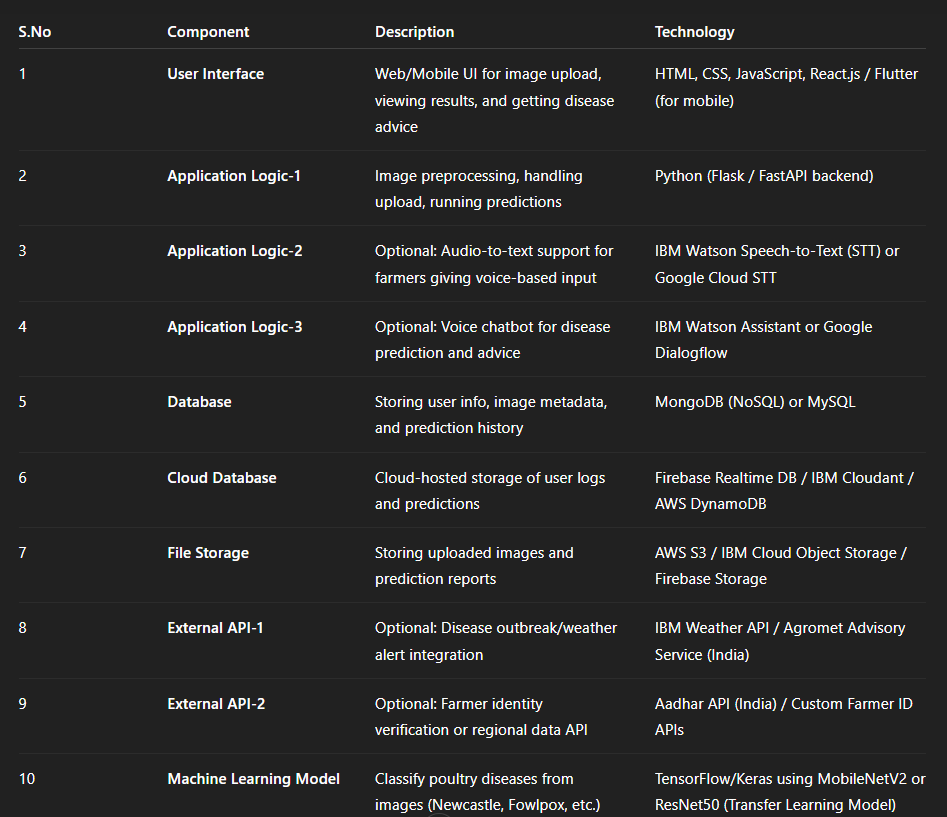 S.No Component Description Technology
1 User Interface Web/Mobile UI for image upload, HTML, CSS, JavaScript, React.js / Flutter
viewing results, and getting disease (for mobile)
advice
2 Application Logic-1 Image preprocessing, handling Python (Flask / FastAPI backend)
upload, running predictions
3 Application Logic-2 Optional: Audio-to-text support for IBM Watson Speech-to-Text (STT) or
farmers giving voice-based input Google Cloud STT
4 Application Logic-3 Optional: Voice chatbot for disease IBM Watson Assistant or Google
prediction and advice Dialogflow
5 Database Storing user info, image metadata, MongoDB (NoSQL) or MySQL
and prediction history
6 Cloud Database Cloud-hosted storage of user logs Firebase Realtime DB / IBM Cloudant /
and predictions AWS DynamoDB
7 File Storage Storing uploaded images and AWS S3 / IBM Cloud Object Storage /
prediction reports Firebase Storage
8 External API-1 Optional: Disease outbreak/weather IBM Weather API / Agromet Advisory
alert integration Service (India)
9 External API-2 Optional: Farmer identity Aadhar API (India) / Custom Farmer ID
verification or regional data API APIs
10 Machine Learning Model Classify poultry diseases from TensorFlow/Keras using MobileNetV2 or
images (Newcastle, Fowlpox, etc.) ResNet50 (Transfer Learning Model)